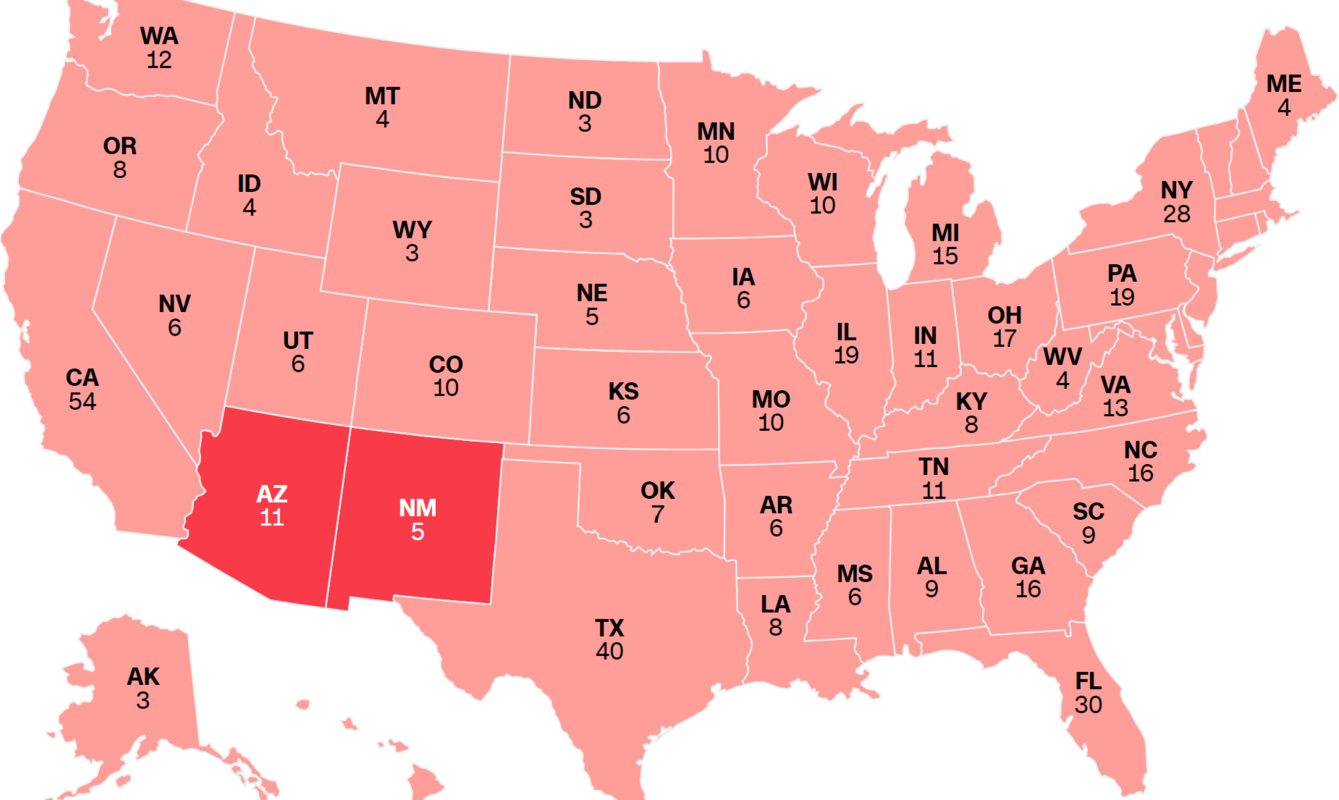 WA
12
MT
4
ND
3
MN
10
ME
4
OR
8
ID
4
WY
3
SD
3
WI
10
MI
15
NY
28
NV
6
UT
6
CO
10
NE
5
IA
6
IL
19
IN
11
OH
17
PA
19
CA
54
KS
6
MO
10
KY
8
WV
4
VA
13
AZ
11
NM
5
OK
7
AR
6
TN
11
NC
16
SC
9
TX
40
LA
8
MS
6
AL
9
GA
16
AK
3
FL
30